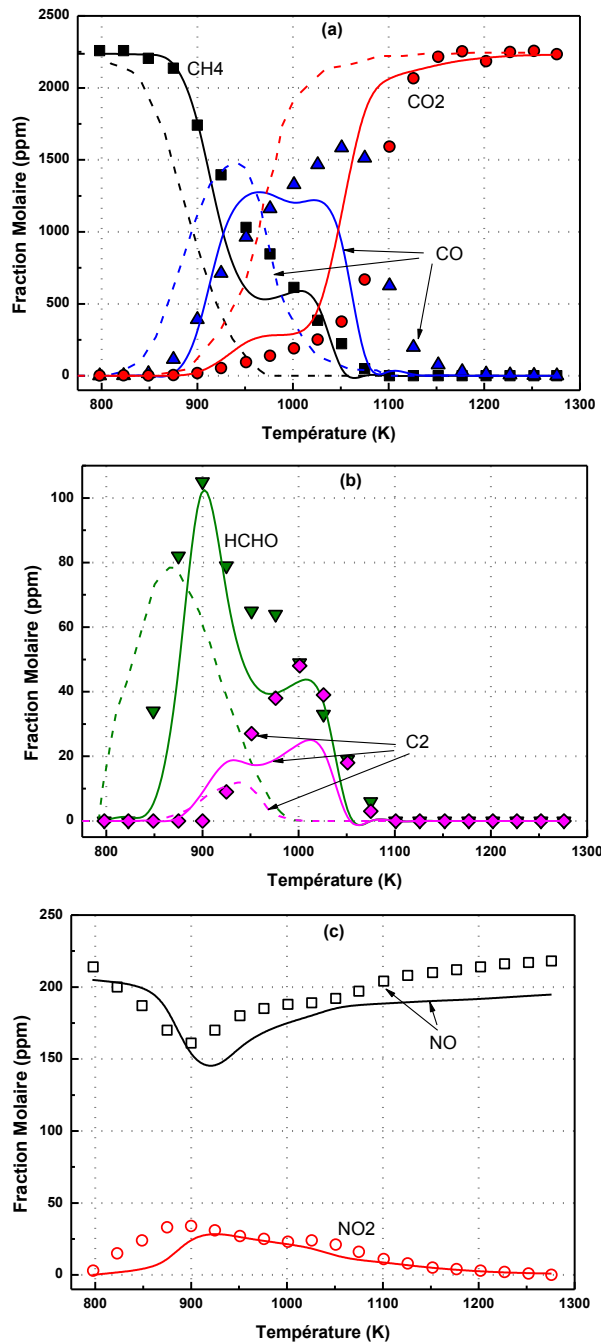 (a)
2500
2000
1500
1000
500
0
Fraction Molaire (ppm)
CH4
CO2
CO
800 900 1000 1100 1200 1300
Température (K)
(b)
100
80
60
40
20
0
Fraction Molaire (ppm)
HCHO
C2
800 900 1000 1100 1200 1300
Température (K)
(c)
250
200
150
100
50
0
Fraction Molaire (ppm)
NO
NO2
800 900 1000 1100 1200 1300
Température (K)